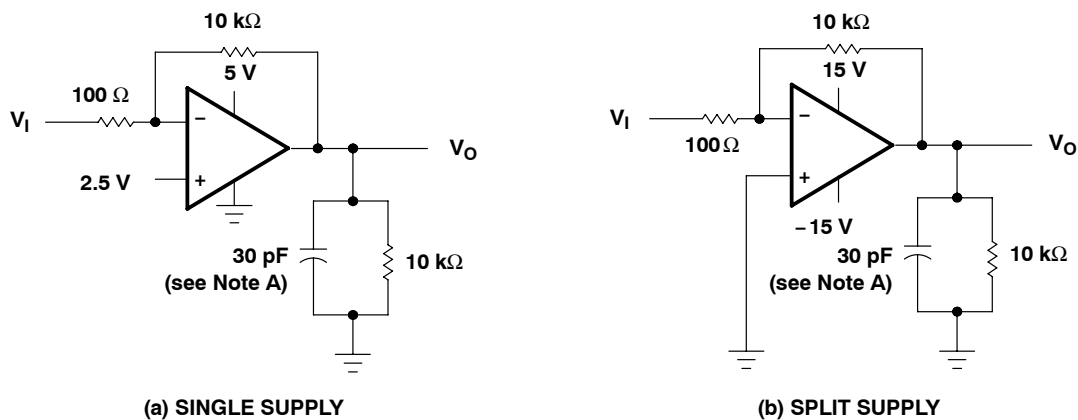 10 kΩ
5 V
100 Ω
V_I
−
+
2.5 V
V_O
30 pF
(see Note A)
10 kΩ
(a) SINGLE SUPPLY
10 kΩ
15 V
V_I
100 Ω
−
+
−15 V
V_O
30 pF
(see Note A)
10 kΩ
(b) SPLIT SUPPLY